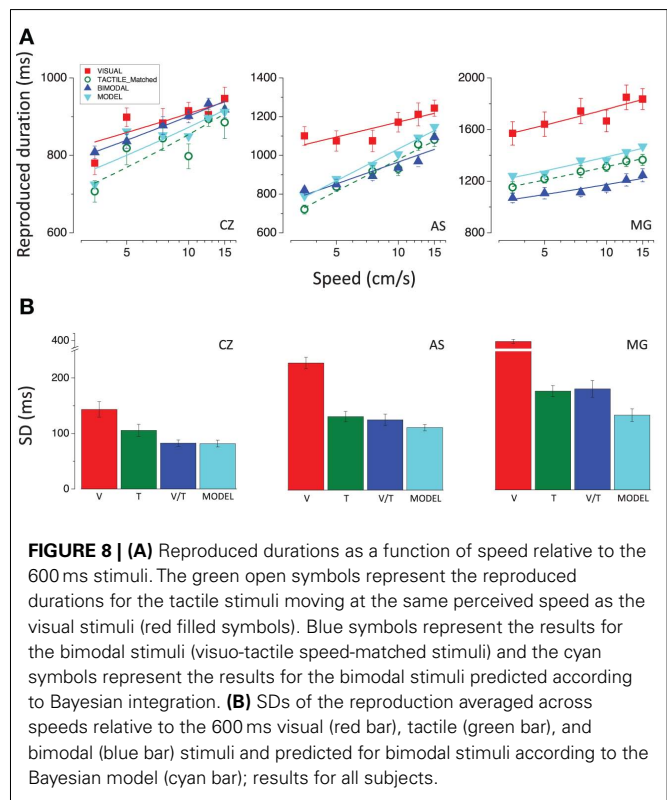 A
VISUAL
TACTILE_Matched
BIMODAL
MODEL
Reproduced duration (ms)
1000
800
600
5
10
15
CZ
1400
1200
1000
800
600
5
10
15
AS
2000
1600
1200
800
5
10
15
MG
Speed (cm/s)
B
SD (ms)
400
200
100
0
CZ
V T V/T MODEL
AS
V T V/T MODEL
MG
V T V/T MODEL
FIGURE 8 | (A) Reproduced durations as a function of speed relative to the
600 ms stimuli. The green open symbols represent the reproduced
durations for the tactile stimuli moving at the same perceived speed as the
visual stimuli (red filled symbols). Blue symbols represent the results for
the bimodal stimuli (visuo-tactile speed-matched stimuli) and the cyan
symbols represent the results for the bimodal stimuli predicted according
to Bayesian integration. (B) SDs of the reproduction averaged across
speeds relative to the 600 ms visual (red bar), tactile (green bar), and
bimodal (blue bar) stimuli and predicted for bimodal stimuli according to the
Bayesian model (cyan bar); results for all subjects.